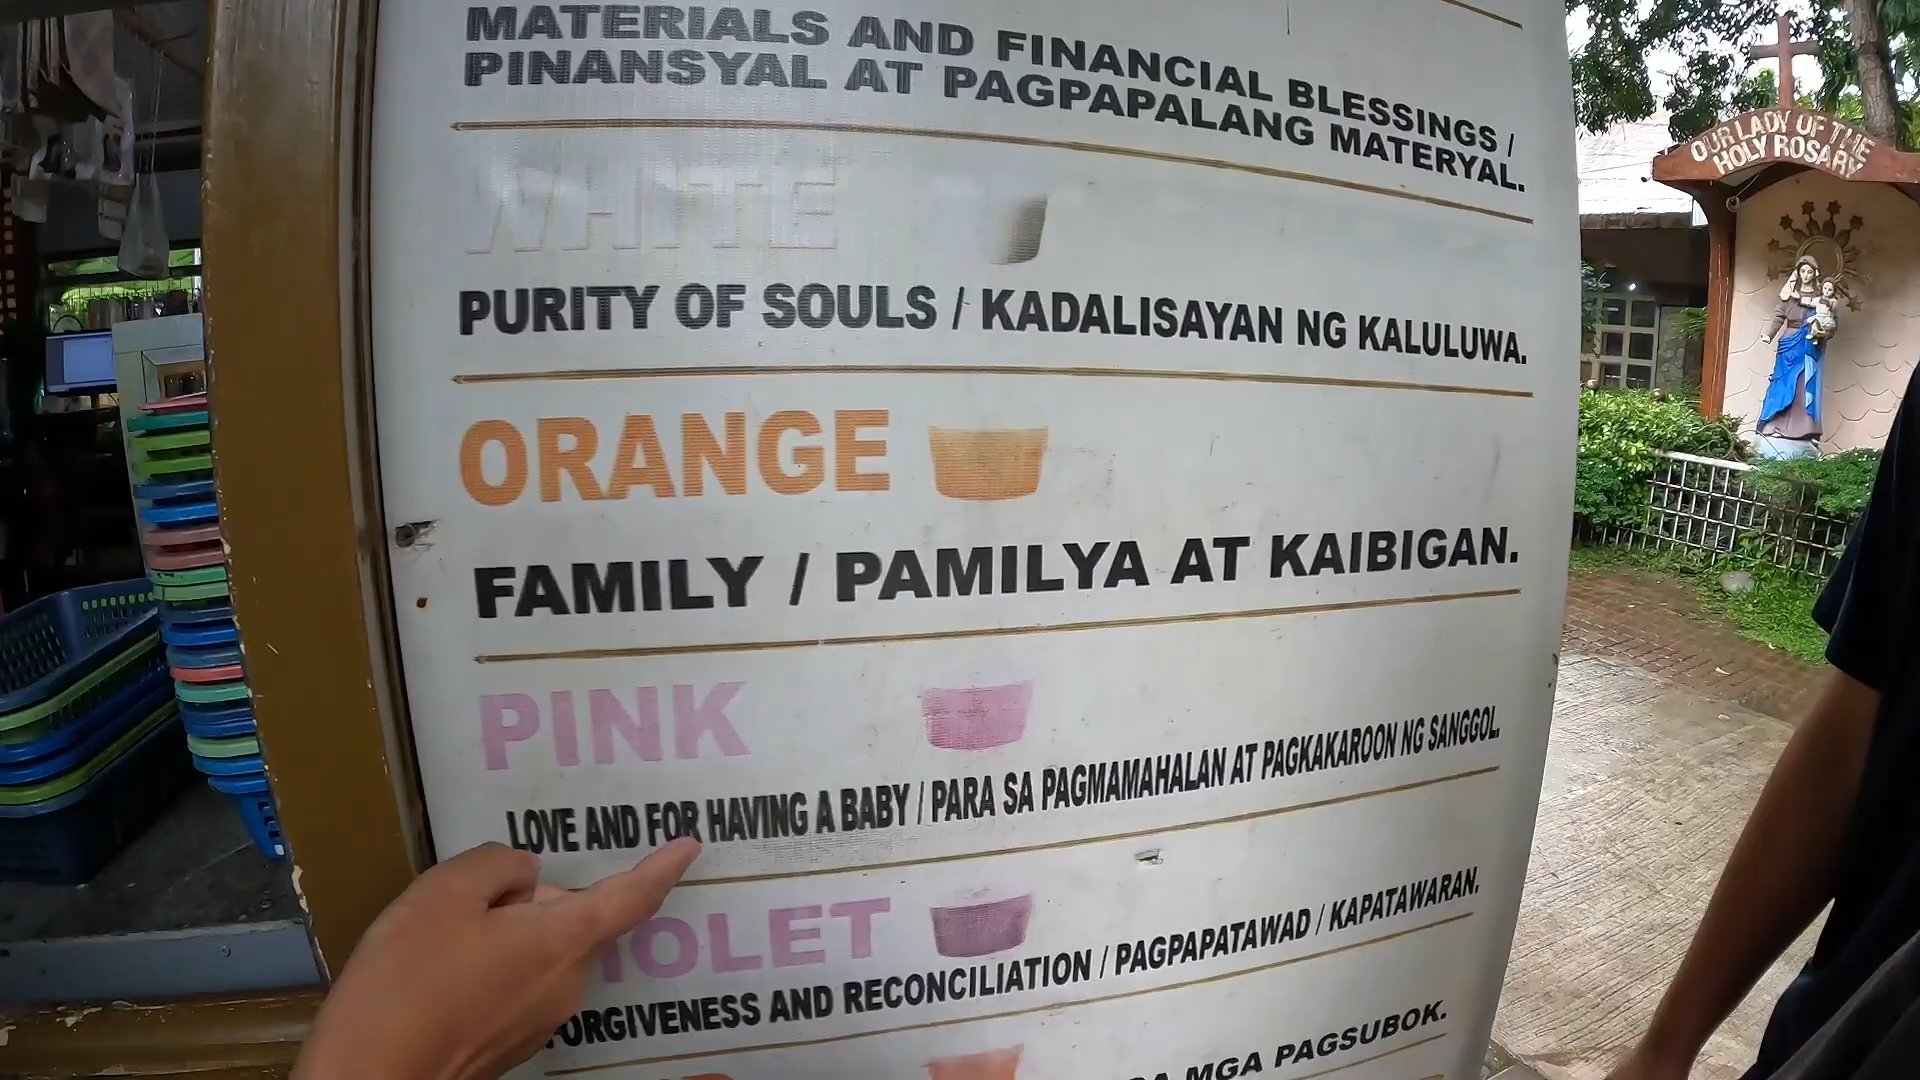 MATERIALS AND FINANCIAL BLESSINGS /
PINANSYAL AT PAGPAPALANG MATERYAL.
WHITE
PURITY OF SOULS / KADALISAYAN NG KALULUWA.
ORANGE
FAMILY / PAMILYA AT KAIBIGAN.
PINK
LOVE AND FOR HAVING A BABY / PARA SA PAGMAMAHALAN AT PAGKAKAROON NG SANGGOL.
VIOLET
FORGIVENESS AND RECONCILIATION / PAGPAPATAWAD / KAPATAWARAN.
MGA PAGSUBOK.
OUR LADY OF THE
HOLY ROSARY